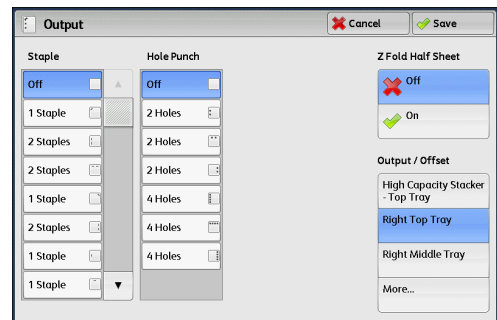 Output
Cancel
Save
Staple
Off
1 Staple
2 Staples
2 Staples
1 Staple
2 Staples
1 Staple
1 Staple
Hole Punch
Off
2 Holes
2 Holes
2 Holes
4 Holes
4 Holes
4 Holes
Z Fold Half Sheet
Off
On
Output / Offset
High Capacity Stacker
- Top Tray
Right Top Tray
Right Middle Tray
More...